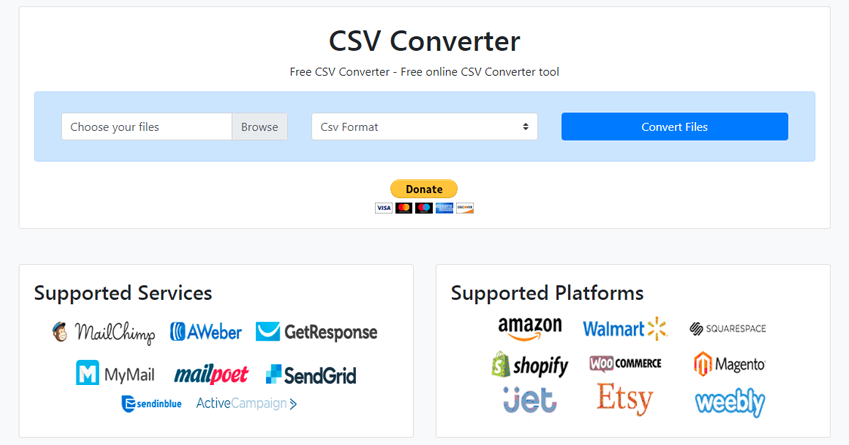 CSV Converter
Free CSV Converter - Free online CSV Converter tool
Choose your files Browse Csv Format Convert Files
Donate
VISA DISCOVER
Supported Services
MailChimp AWeber GetResponse
MyMail mailpoet SendGrid
sendinblue ActiveCampaign >
Supported Platforms
amazon Walmart SQUARESPACE
shopify WOO COMMERCE Magento
Jet Etsy weebly